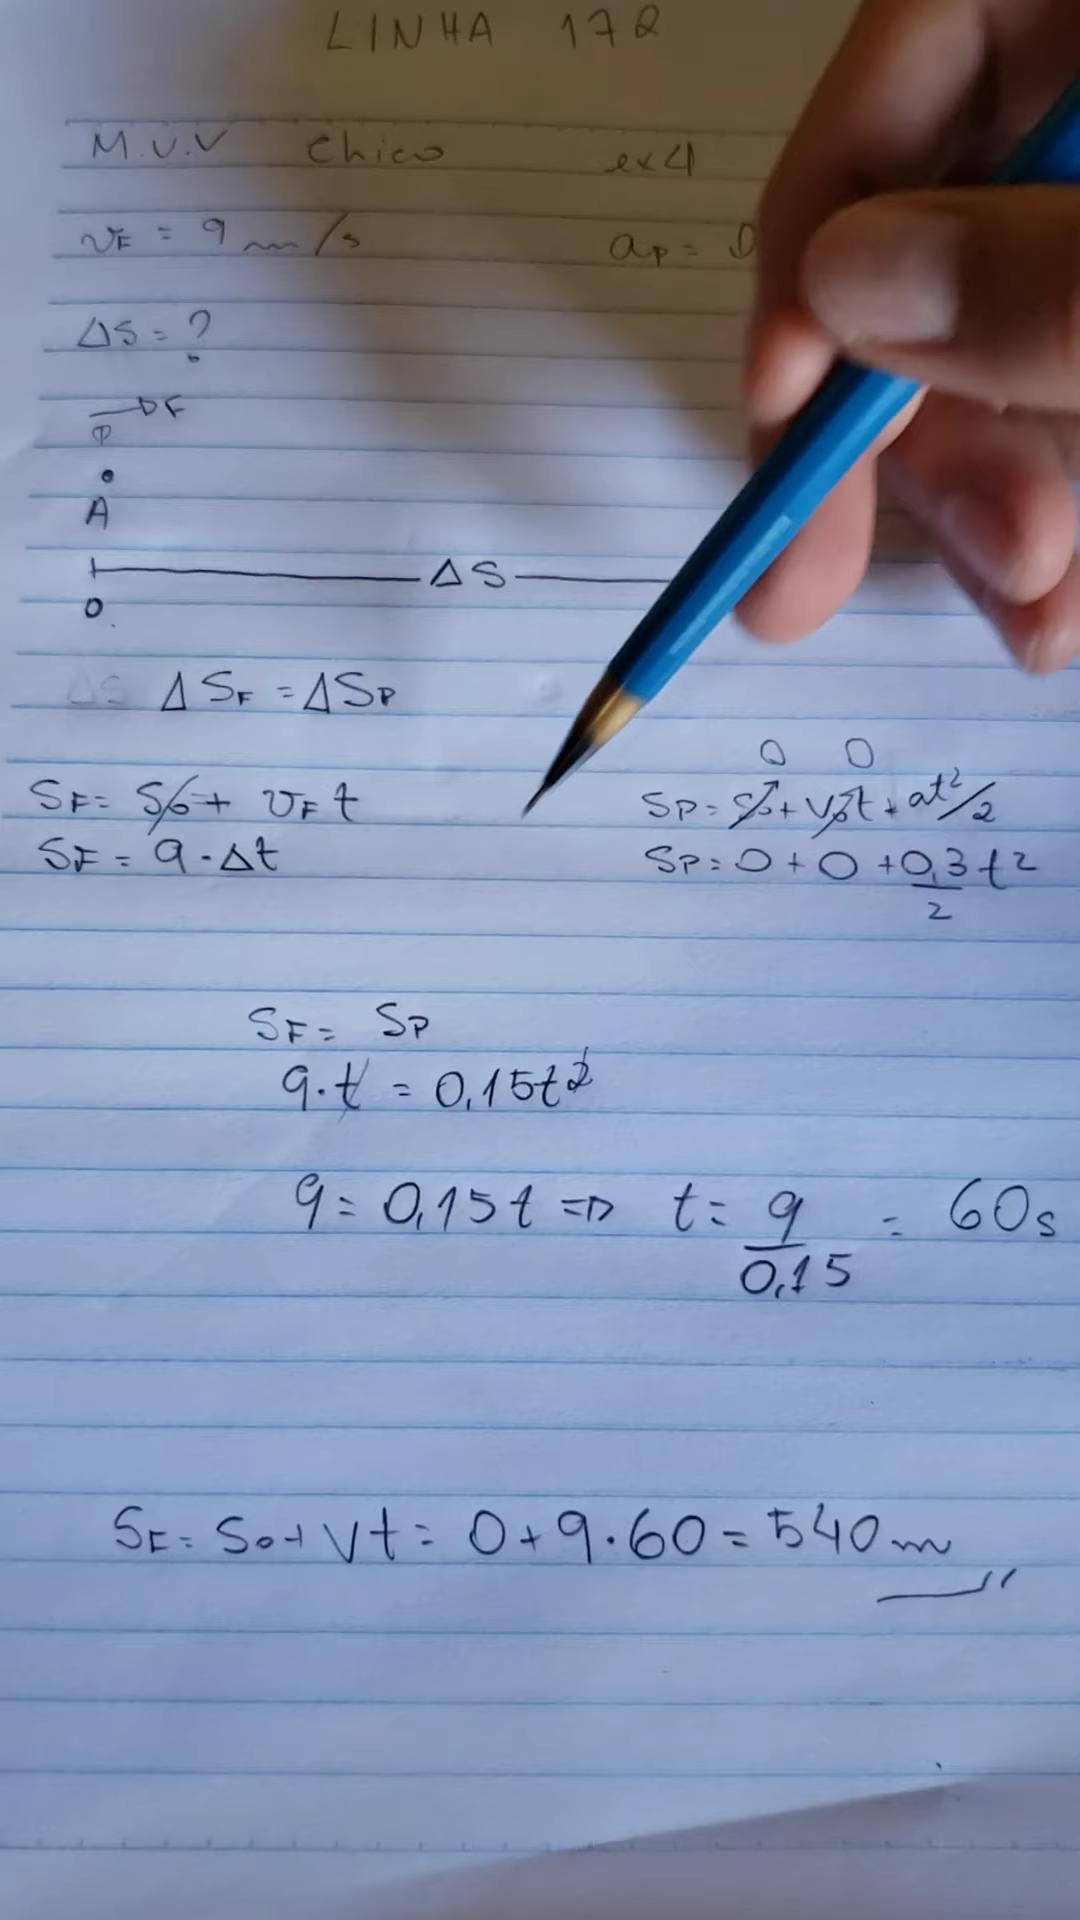 LINHA 172
M.U.V Chico ex4
vF = 9 m/s aP = 0
ΔS = ?
F
P
A
ΔS
0
ΔS ΔSF = ΔSP
0 0
SF = S0 + vF t SP = S0 + V0t + at²/2
SF = 9 · Δt SP = 0 + 0 + 0,3 t²
2
SF = SP
9·t = 0,15t²
9 = 0,15t ⇒ t = 9 = 60s
0,15
SF = S0 + vt = 0 + 9·60 = 540 m